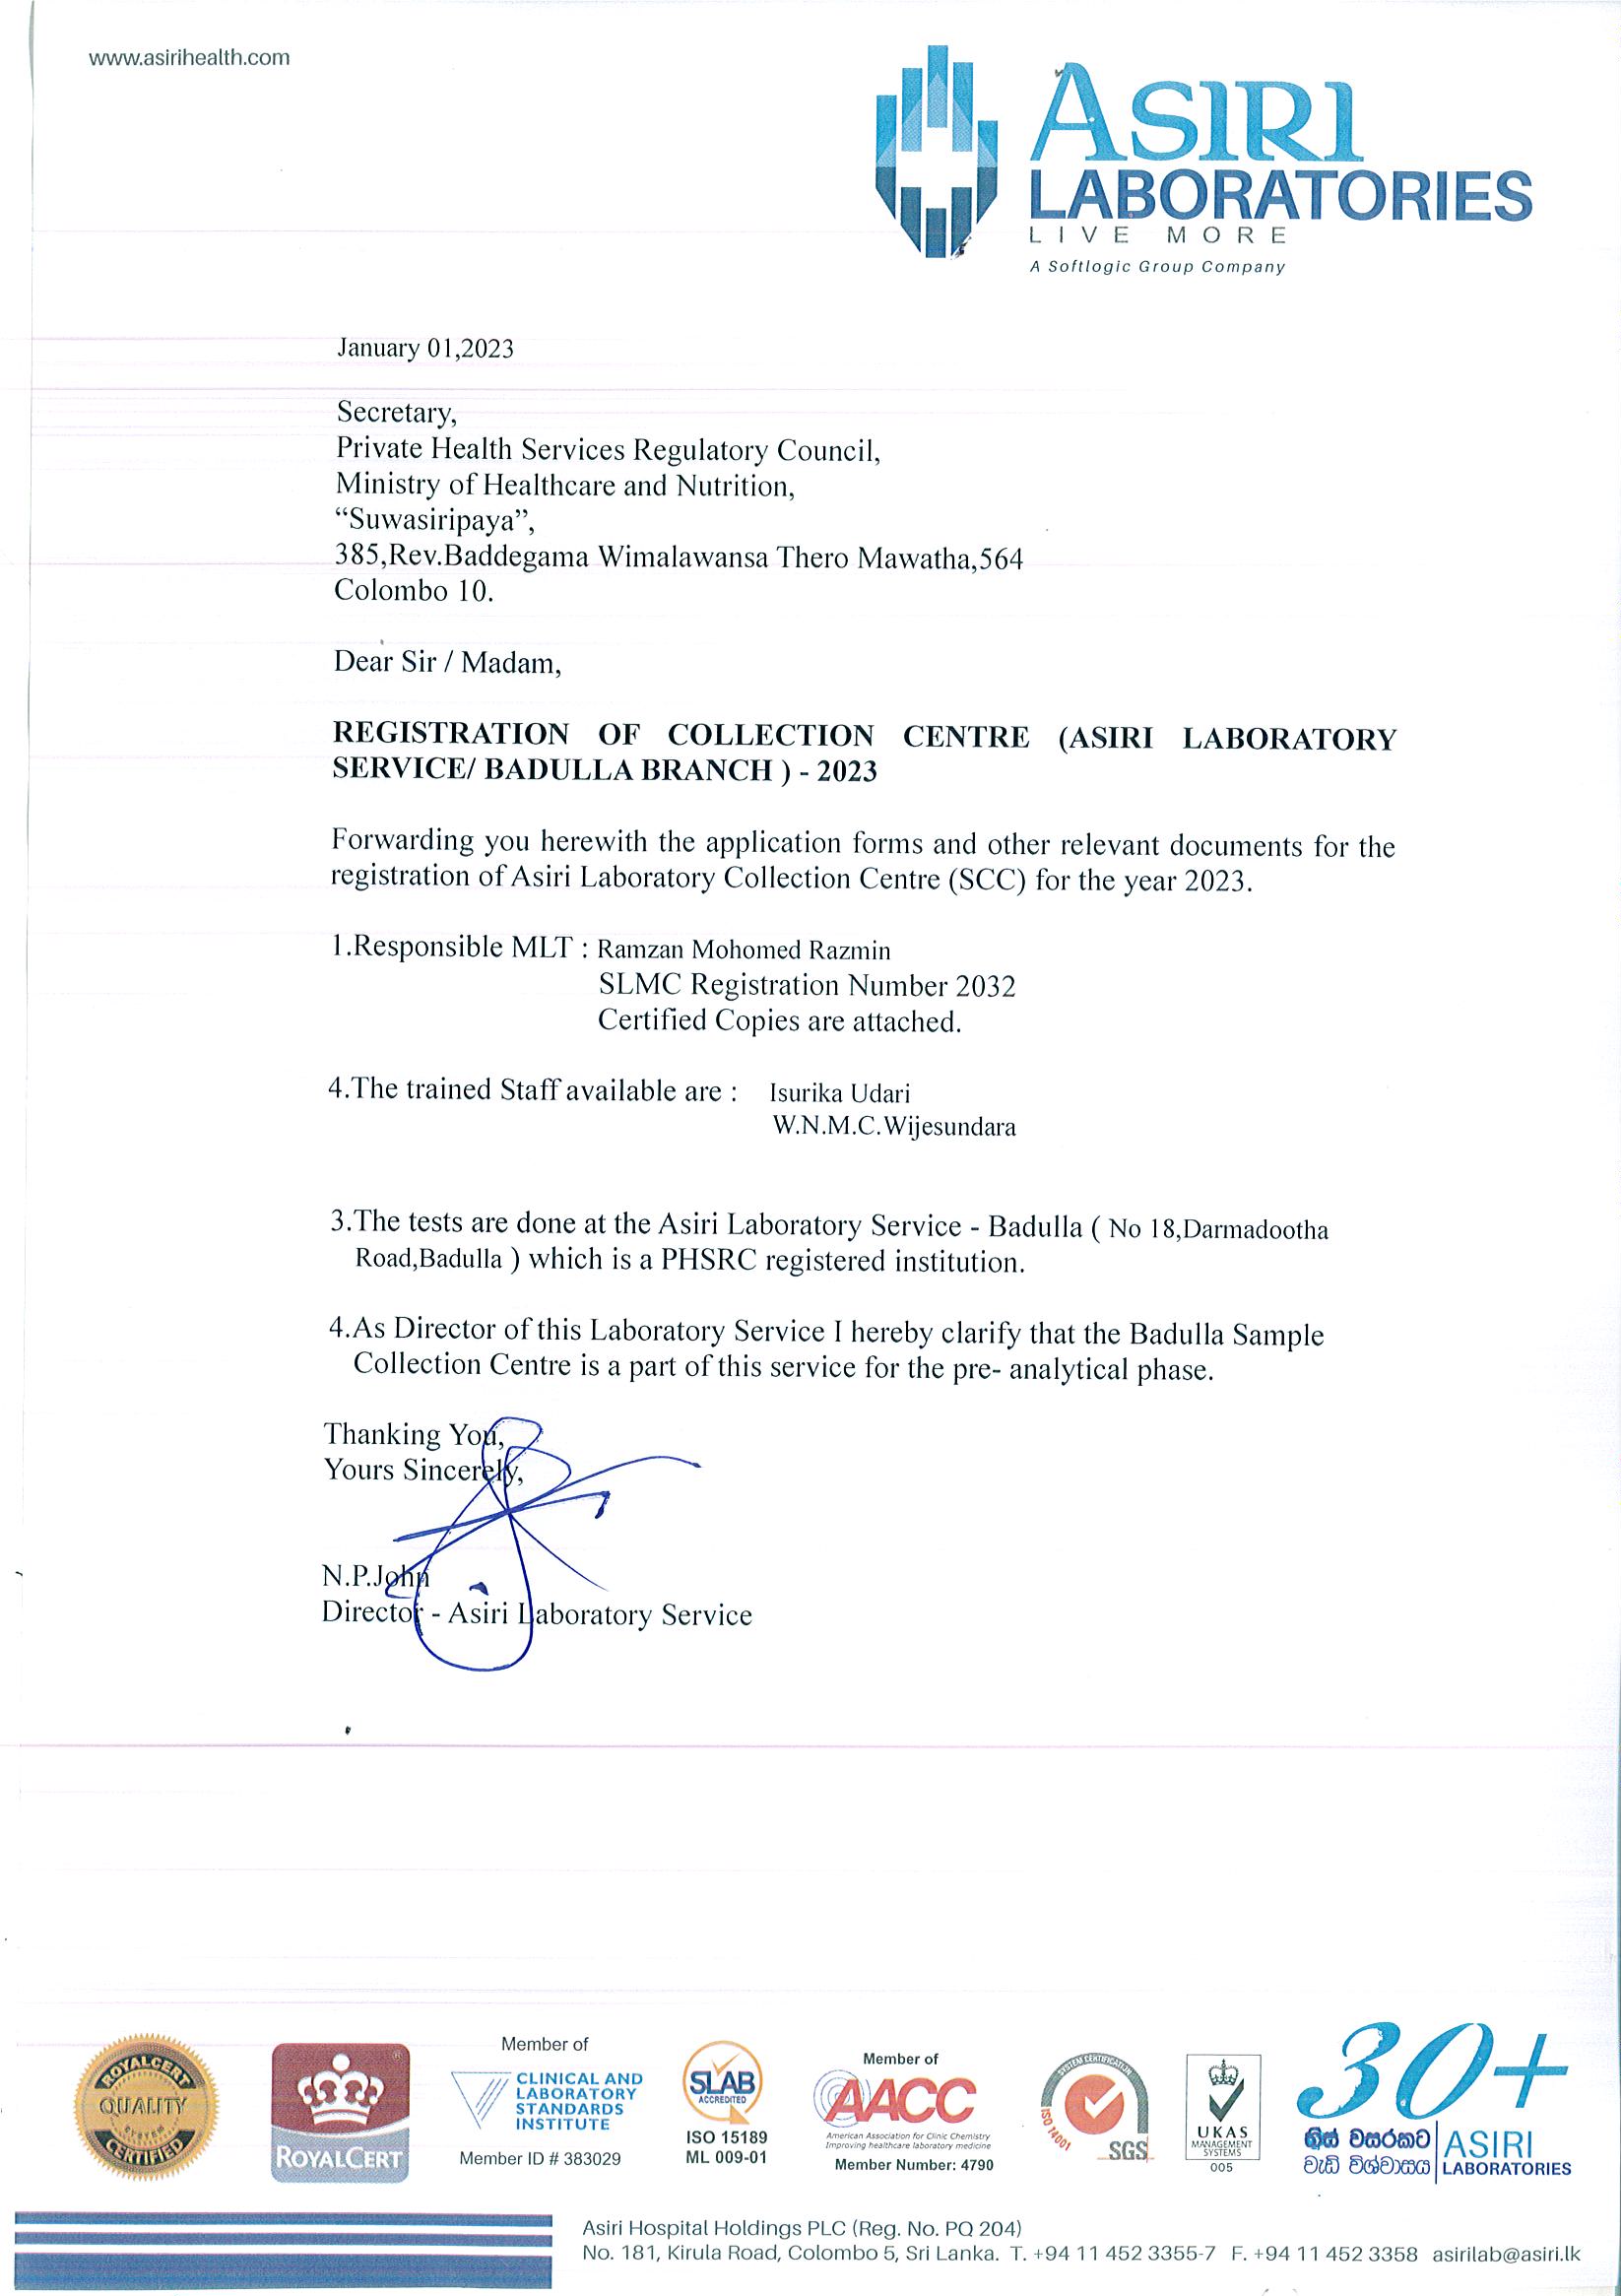 www.asirihealth.com
ASIRI
LABORATORIES
LIVE MORE
A Softlogic Group Company
January 01,2023
Secretary,
Private Health Services Regulatory Council,
Ministry of Healthcare and Nutrition,
“Suwasiripaya”,
385,Rev.Baddegama Wimalawansa Thero Mawatha,564
Colombo 10.
Dear Sir / Madam,
REGISTRATION OF COLLECTION CENTRE (ASIRI LABORATORY
SERVICE/ BADULLA BRANCH ) - 2023
Forwarding you herewith the application forms and other relevant documents for the
registration of Asiri Laboratory Collection Centre (SCC) for the year 2023.
1.Responsible MLT : Ramzan Mohomed Razmin
SLMC Registration Number 2032
Certified Copies are attached.
4.The trained Staff available are : Isurika Udari
W.N.M.C.Wijesundara
3.The tests are done at the Asiri Laboratory Service - Badulla ( No 18,Darmadootha
Road,Badulla ) which is a PHSRC registered institution.
4.As Director of this Laboratory Service I hereby clarify that the Badulla Sample
Collection Centre is a part of this service for the pre- analytical phase.
Thanking You,
Yours Sincerely,
N.P.John
Director - Asiri Laboratory Service
ROYALCERT
QUALITY
SYSTEM
CERTIFIED
ROYALCERT
Member of
CLINICAL AND
LABORATORY
STANDARDS
INSTITUTE
Member ID # 383029
SLAB
ACCREDITED
ISO 15189
ML 009-01
Member of
AACC
American Association for Clinic Chemistry
Improving healthcare laboratory medicine
Member Number: 4790
SYSTEM CERTIFICATION
ISO 14001
SGS
UKAS
MANAGEMENT
SYSTEMS
005
30+
තිස් වසරකට
වැඩි විශ්වාසය
ASIRI
LABORATORIES
Asiri Hospital Holdings PLC (Reg. No. PQ 204)
No. 181, Kirula Road, Colombo 5, Sri Lanka. T. +94 11 452 3355-7 F. +94 11 452 3358 asirilab@asiri.lk